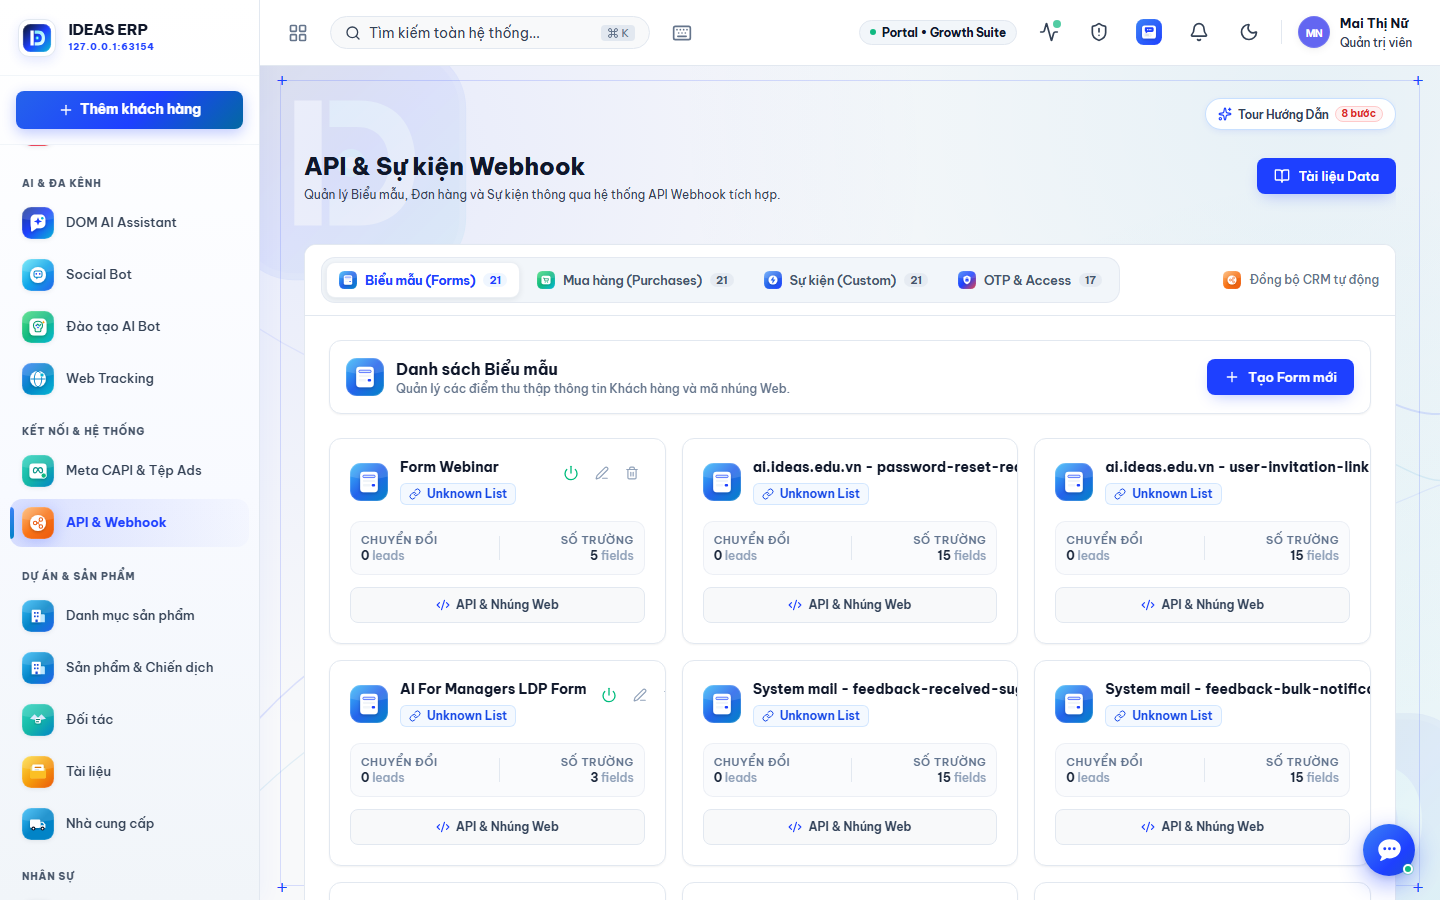 IDEAS ERP
127.0.0.1:63154
Thêm khách hàng
AI & ĐA KÊNH
DOM AI Assistant
Social Bot
Đào tạo AI Bot
Web Tracking
KẾT NỐI & HỆ THỐNG
Meta CAPI & Tệp Ads
API & Webhook
DỰ ÁN & SẢN PHẨM
Danh mục sản phẩm
Sản phẩm & Chiến dịch
Đối tác
Tài liệu
Nhà cung cấp
NHÂN SỰ
Tìm kiếm toàn hệ thống...
⌘ K
Portal • Growth Suite
MN
Mai Thị Nữ
Quản trị viên
Tour Hướng Dẫn
8 bước
API & Sự kiện Webhook
Quản lý Biểu mẫu, Đơn hàng và Sự kiện thông qua hệ thống API Webhook tích hợp.
Tài liệu Data
Biểu mẫu (Forms) 21
Mua hàng (Purchases) 21
Sự kiện (Custom) 21
OTP & Access 17
Đồng bộ CRM tự động
Danh sách Biểu mẫu
Quản lý các điểm thu thập thông tin Khách hàng và mã nhúng Web.
Tạo Form mới
Form Webinar
Unknown List
CHUYỂN ĐỔI
0 leads
SỐ TRƯỜNG
5 fields
API & Nhúng Web
ai.ideas.edu.vn - password-reset-req
Unknown List
CHUYỂN ĐỔI
0 leads
SỐ TRƯỜNG
15 fields
API & Nhúng Web
ai.ideas.edu.vn - user-invitation-link
Unknown List
CHUYỂN ĐỔI
0 leads
SỐ TRƯỜNG
15 fields
API & Nhúng Web
AI For Managers LDP Form
Unknown List
CHUYỂN ĐỔI
0 leads
SỐ TRƯỜNG
3 fields
API & Nhúng Web
System mail - feedback-received-sug
Unknown List
CHUYỂN ĐỔI
0 leads
SỐ TRƯỜNG
15 fields
API & Nhúng Web
System mail - feedback-bulk-notifica
Unknown List
CHUYỂN ĐỔI
0 leads
SỐ TRƯỜNG
15 fields
API & Nhúng Web